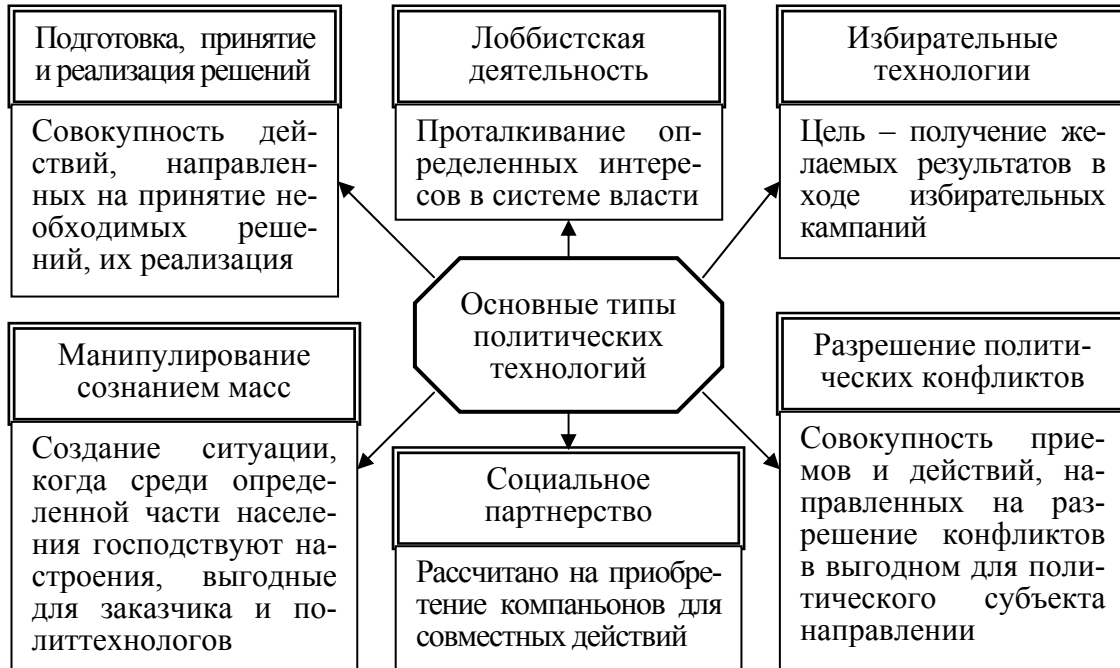 Подготовка, принятие
и реализация решений
Совокупность дей-
ствий, направлен-
ных на принятие не-
обходимых реше-
ний, их реализация
Лоббистская
деятельность
Проталкивание оп-
ределенных интере-
сов в системе власти
Избирательные
технологии
Цель – получение же-
лаемых результатов в
ходе избирательных
кампаний
Основные типы
политических
технологий
Манипулирование
сознанием масс
Создание ситуации,
когда среди опреде-
ленной части населе-
ния господствуют на-
строения, выгодные
для заказчика и по-
литтехнологов
Социальное
партнерство
Рассчитано на приобре-
тение компаньонов для
совместных действий
Разрешение полити-
ческих конфликтов
Совокупность прие-
мов и действий, на-
правленных на раз-
решение конфликтов
в выгодном для поли-
тического субъекта
направлении